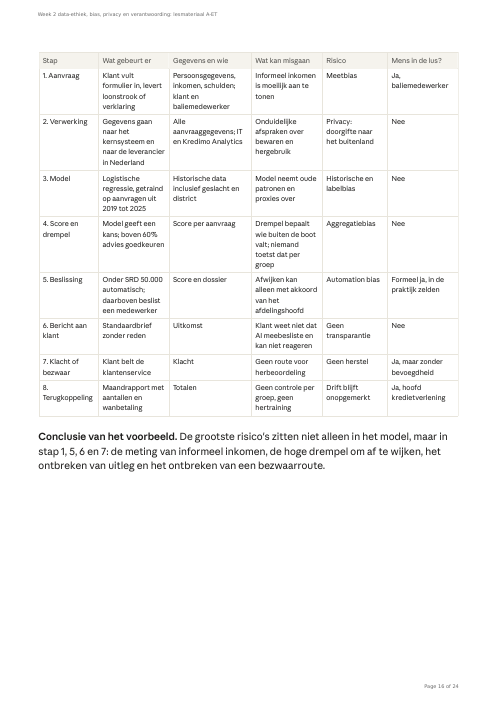 Week 2 data-ethiek, bias, privacy en verantwoording: lesmateriaal A-ET
Stap Wat gebeurt er Gegevens en wie Wat kan misgaan Risico Mens in de lus?
1. Aanvraag Klant vult Persoonsgegevens, Informeel inkomen Meetbias Ja,
formulier in, levert inkomen, schulden; is moeilijk aan te baliemedewerker
loonstrook of klant en tonen
verklaring baliemedewerker
2. Verwerking Gegevens gaan Alle Onduidelijke Privacy: Nee
naar het aanvraaggegevens; IT afspraken over doorgifte naar
kernsysteem en en Kredimo Analytics bewaren en het buitenland
naar de leverancier hergebruik
in Nederland
3. Model Logistische Historische data Model neemt oude Historische en Nee
regressie, getraind inclusief geslacht en patronen en labelbias
op aanvragen uit district proxies over
2019 tot 2025
4. Score en Model geeft een Score per aanvraag Drempel bepaalt Aggregatiebias Nee
drempel kans; boven 60% wie buiten de boot
advies goedkeuren valt; niemand
toetst dat per
groep
5. Beslissing Onder SRD 50.000 Score en dossier Afwijken kan Automation bias Formeel ja, in de
automatisch; alleen met akkoord praktijk zelden
daarboven beslist van het
een medewerker afdelingshoofd
6. Bericht aan Standaardbrief Uitkomst Klant weet niet dat Geen Nee
klant zonder reden AI meebesliste en transparantie
kan niet reageren
7. Klacht of Klant belt de Klacht Geen route voor Geen herstel Ja, maar zonder
bezwaar klantenservice herbeoordeling bevoegdheid
8. Maandrapport met Totalen Geen controle per Drift blijft Ja, hoofd
Terugkoppeling aantallen en groep, geen onopgemerkt kredietverlening
wanbetaling hertraining
Conclusie van het voorbeeld. De grootste risico's zitten niet alleen in het model, maar in
stap 1, 5, 6 en 7: de meting van informeel inkomen, de hoge drempel om af te wijken, het
ontbreken van uitleg en het ontbreken van een bezwaarroute.
Page 16 of 24